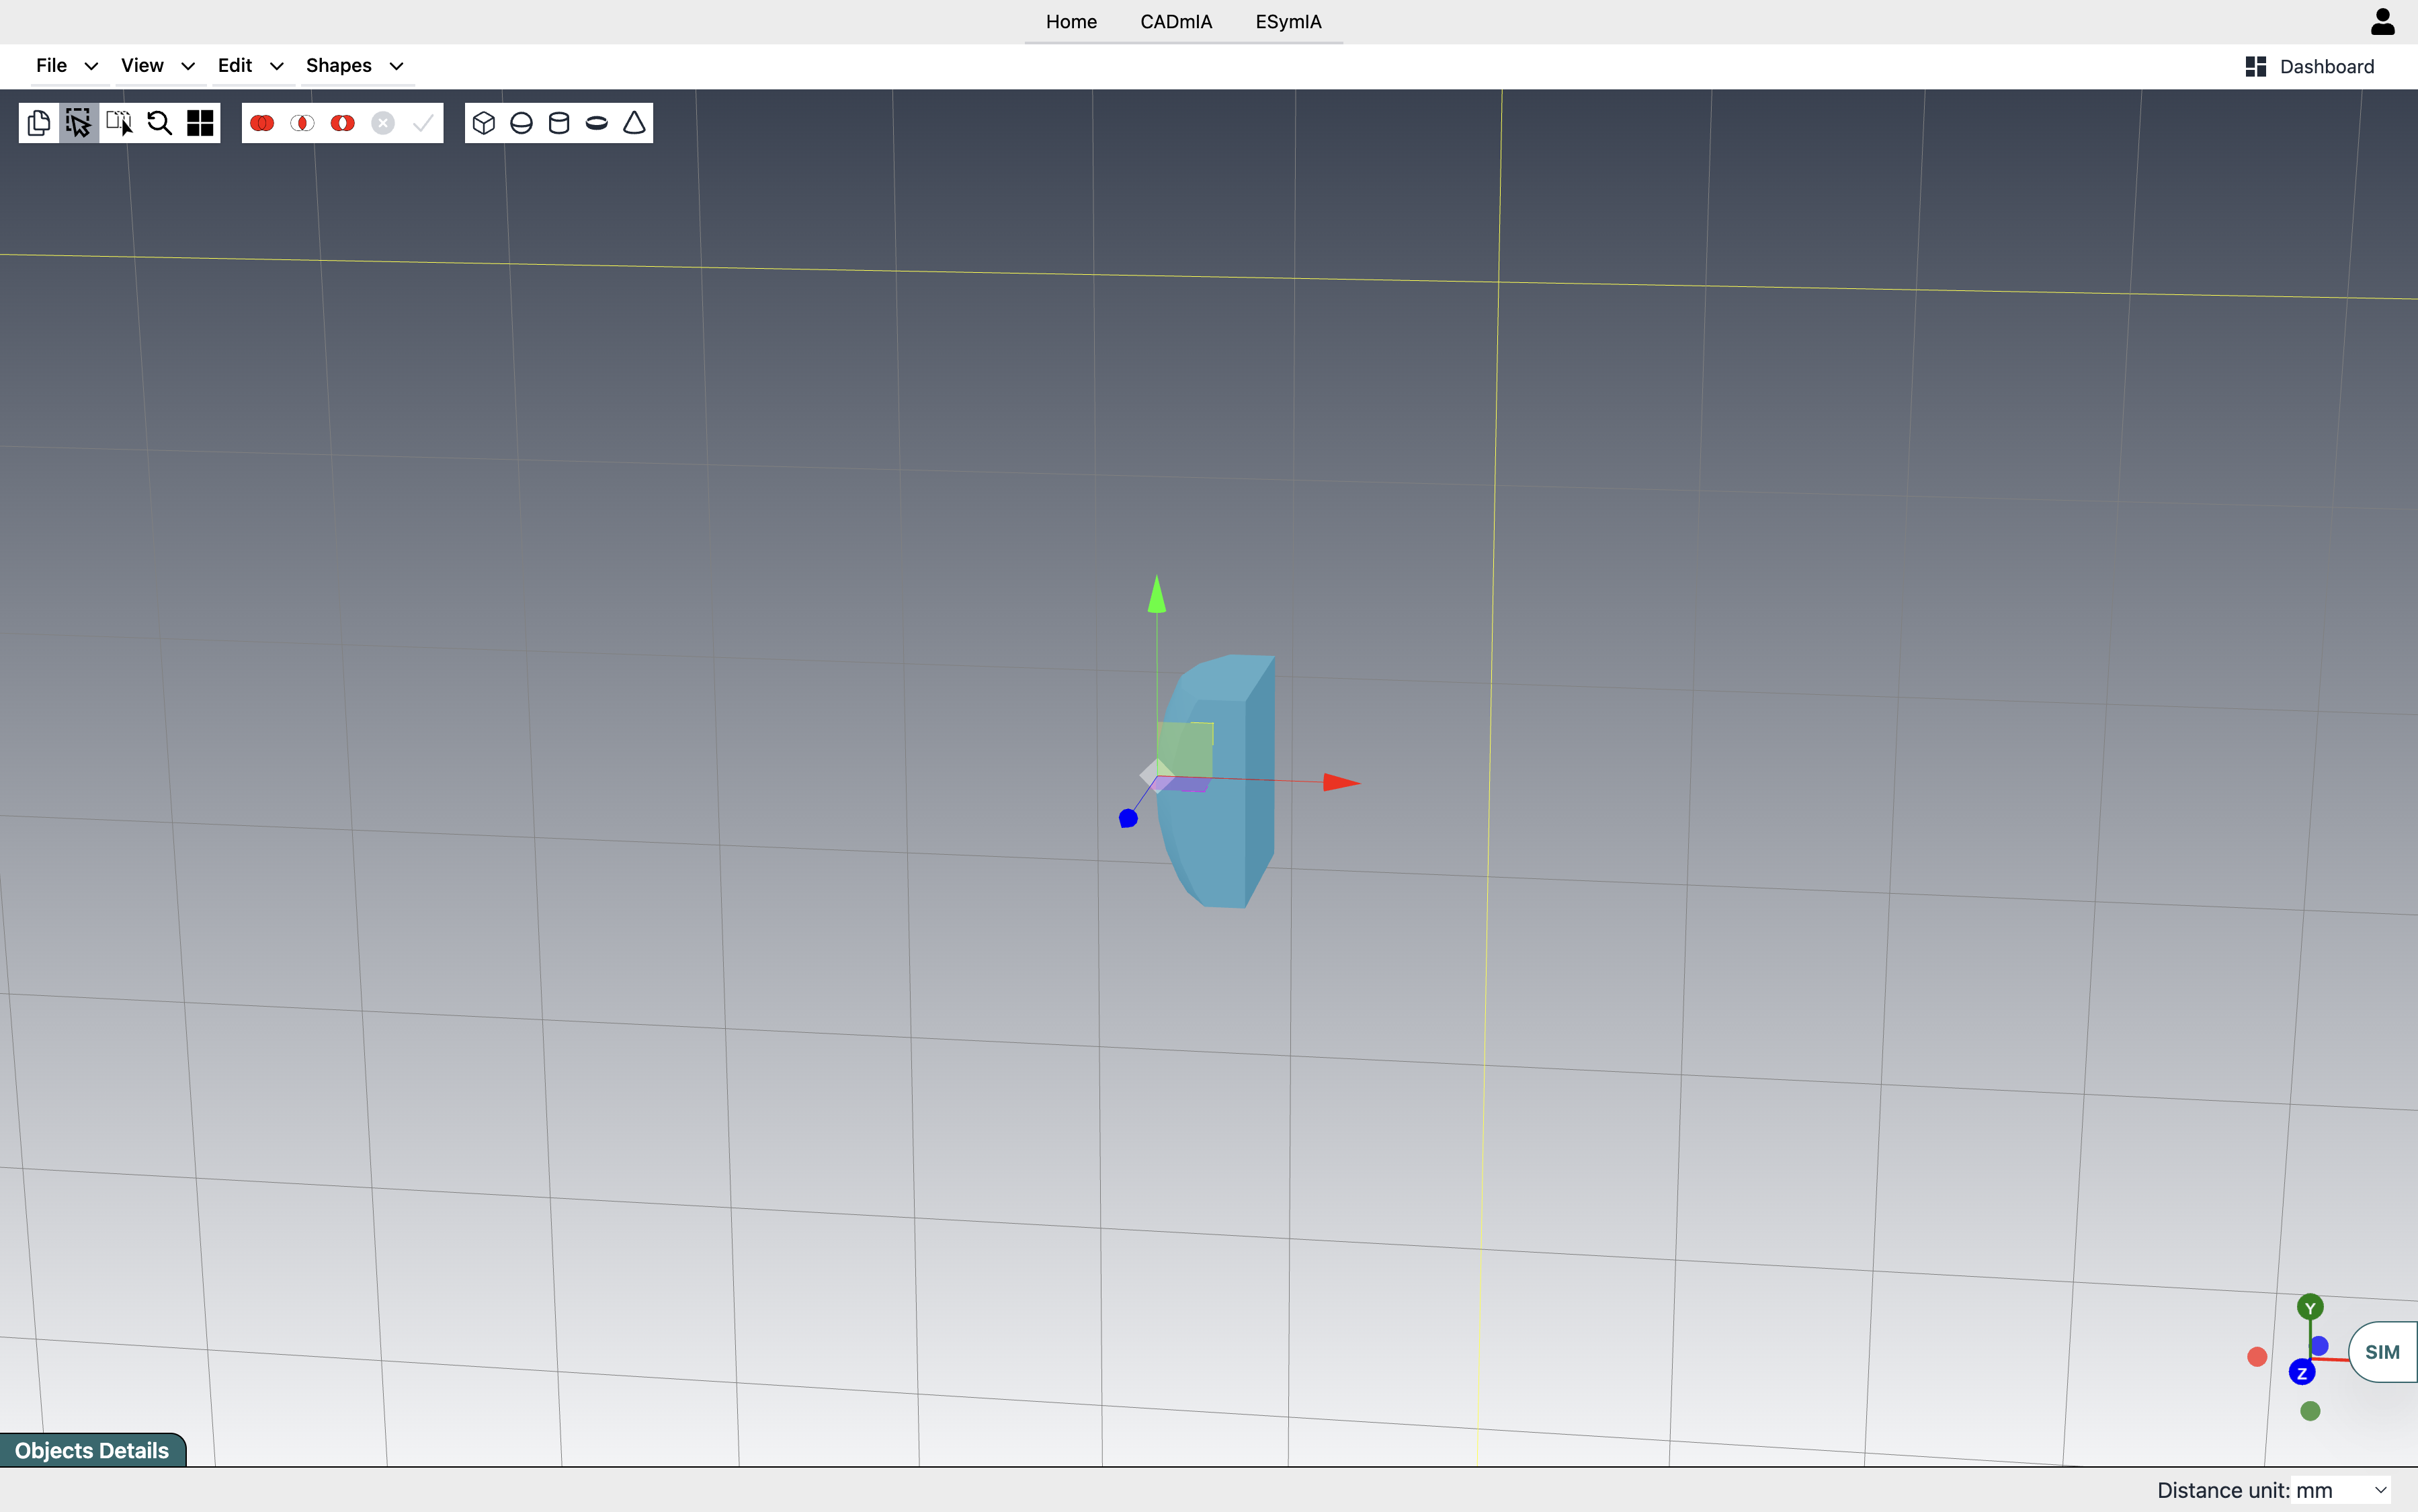 Home CADmIA ESymIA
File View Edit Shapes Dashboard
Y
Z
SIM
Objects Details
Distance unit: mm